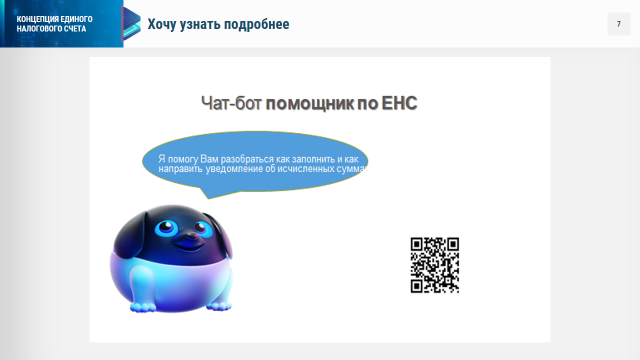 КОНЦЕПЦИЯ ЕДИНОГО
НАЛОГОВОГО СЧЕТА
Хочу узнать подробнее
7
Чат-бот помощник по ЕНС
Я помогу Вам разобраться как заполнить и как
направить уведомление об исчисленных сумма